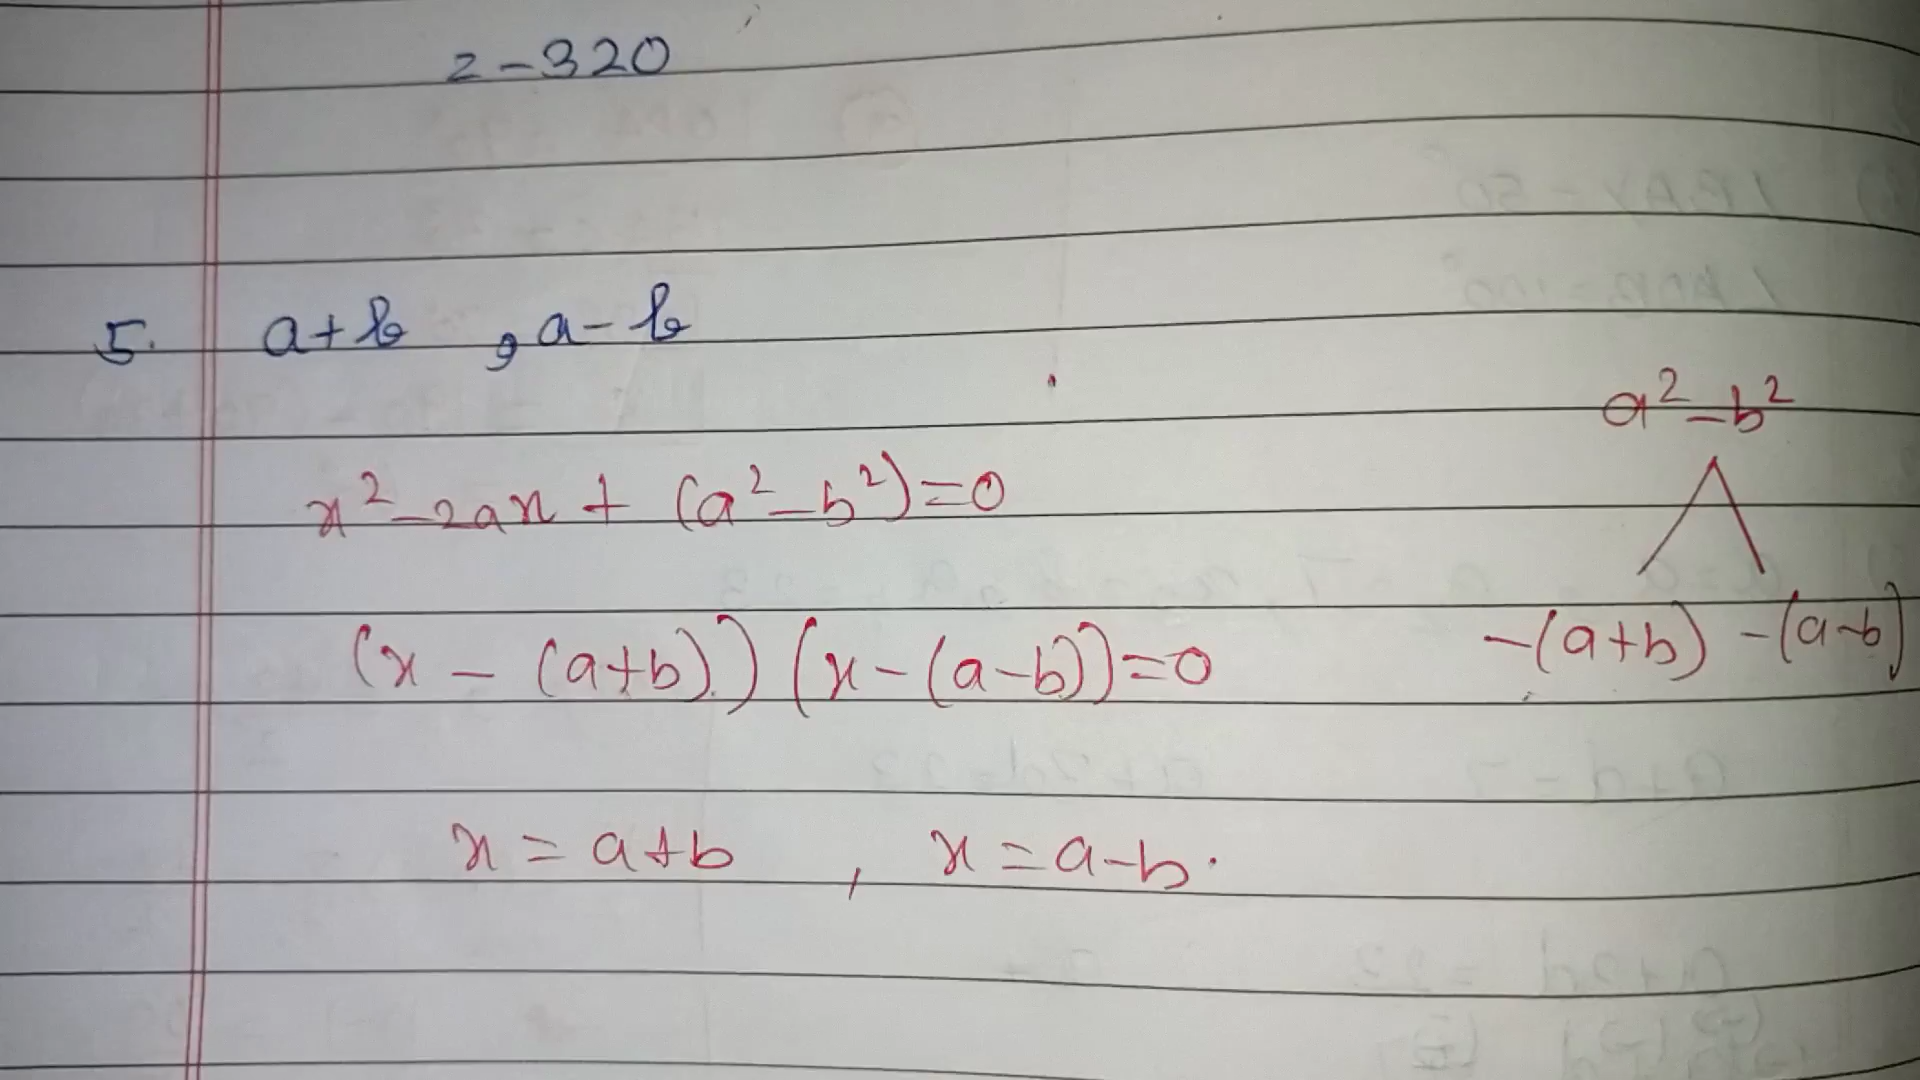 = -320
5. a+b , a-b
a² - b²
x² - 2ax + (a² - b²) = 0
-(a+b) -(a-b)
(x - (a+b)) (x - (a-b)) = 0
x = a+b , x = a-b.